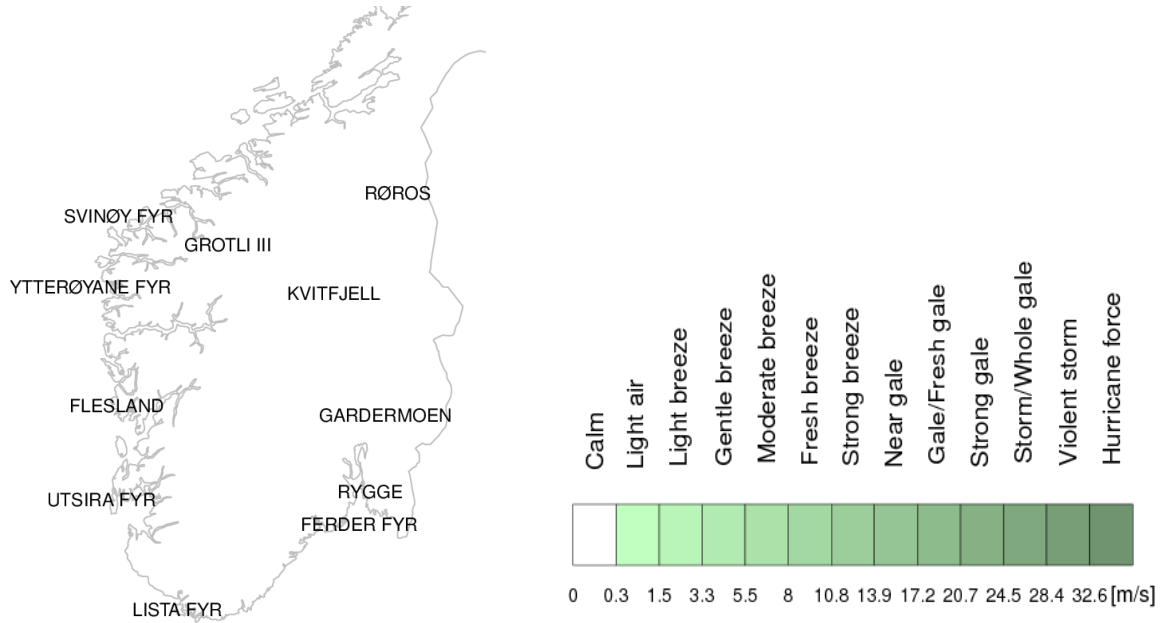 RØROS
SVINØY FYR
GROTLI III
YTTERØYANE FYR
KVITFJELL
FLESLAND
GARDERMOEN
UTSIRA FYR
RYGGE
FERDER FYR
LISTA FYR
Calm
Light air
Light breeze
Gentle breeze
Moderate breeze
Fresh breeze
Strong breeze
Near gale
Gale/Fresh gale
Strong gale
Storm/Whole gale
Violent storm
Hurricane force
0 0.3 1.5 3.3 5.5 8 10.8 13.9 17.2 20.7 24.5 28.4 32.6 [m/s]